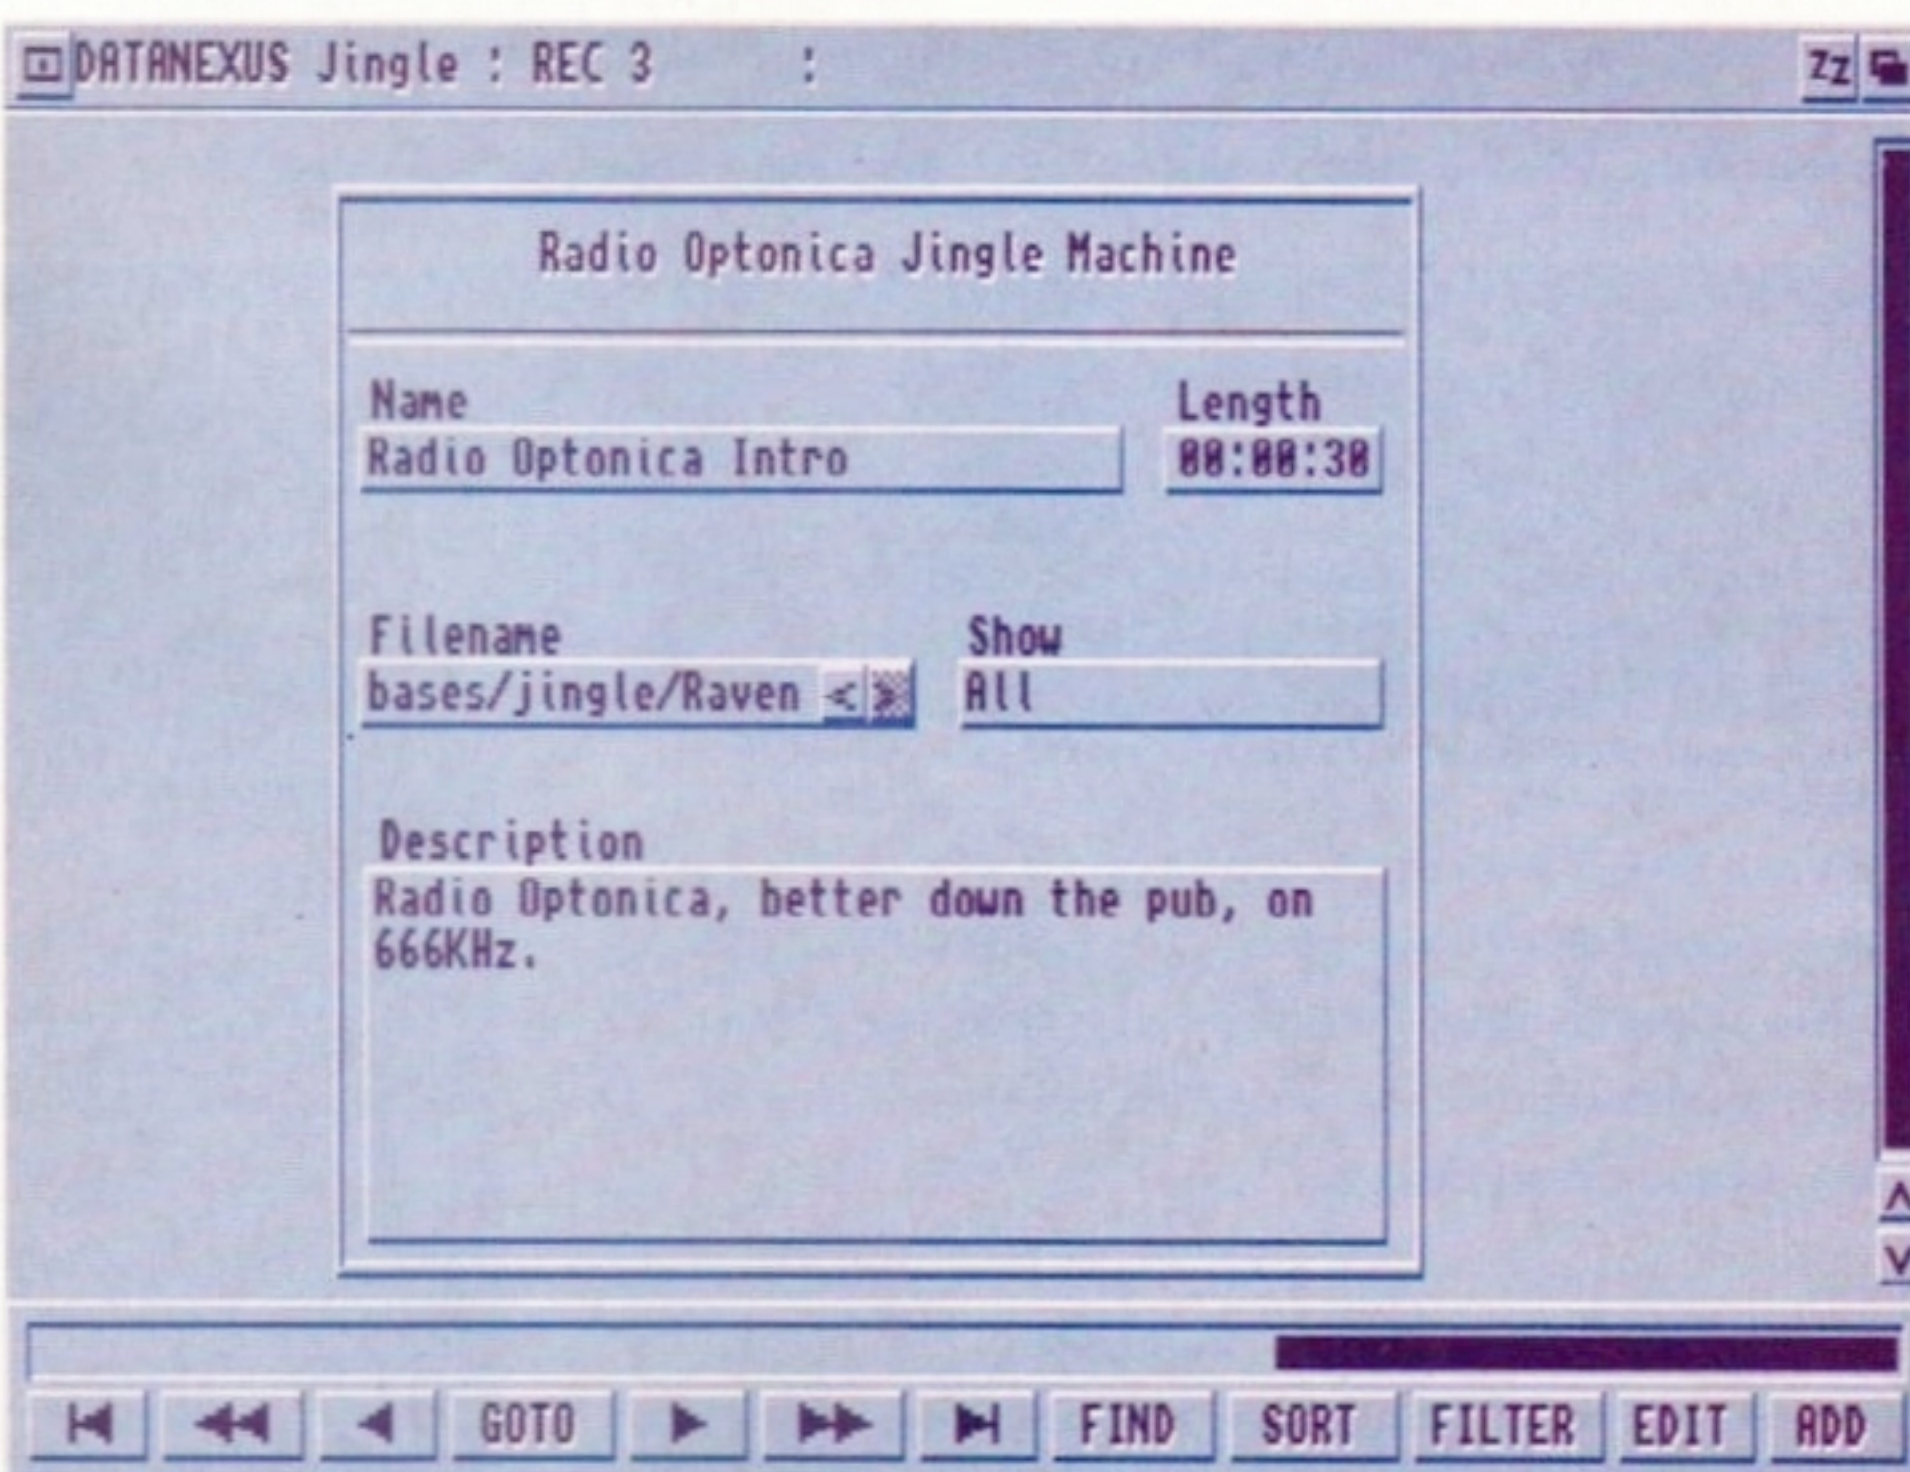 DATANEXUS Jingle : REC 3 :
ZZ
Radio Optonica Jingle Machine
Name Length
Radio Optonica Intro 00:00:30
Filename Show
bases/jingle/Raven < > All
Description
Radio Optonica, better down the pub, on
666KHz.
GOTO FIND SORT FILTER EDIT ADD